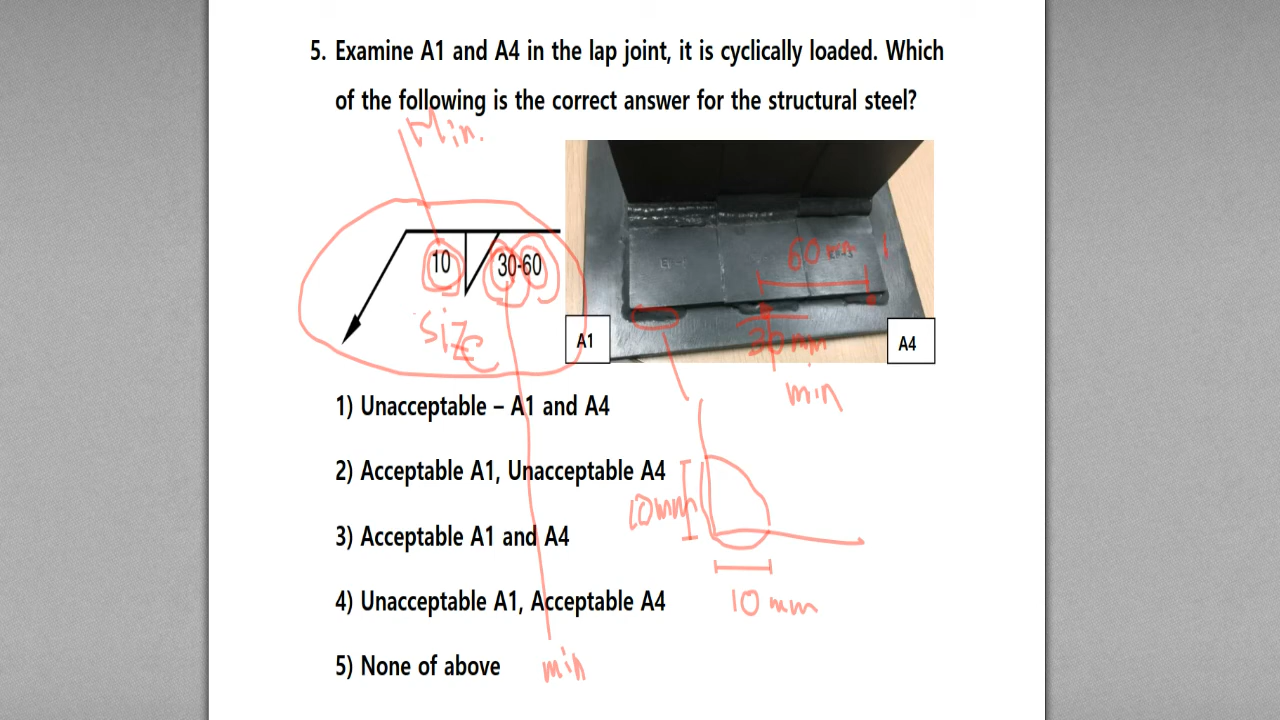 5. Examine A1 and A4 in the lap joint, it is cyclically loaded. Which
of the following is the correct answer for the structural steel?
Min.
10
30-60
size
60 mm
A1
30 mm
min
A4
1) Unacceptable – A1 and A4
2) Acceptable A1, Unacceptable A4
10mm
3) Acceptable A1 and A4
4) Unacceptable A1, Acceptable A4
10 mm
5) None of above
min